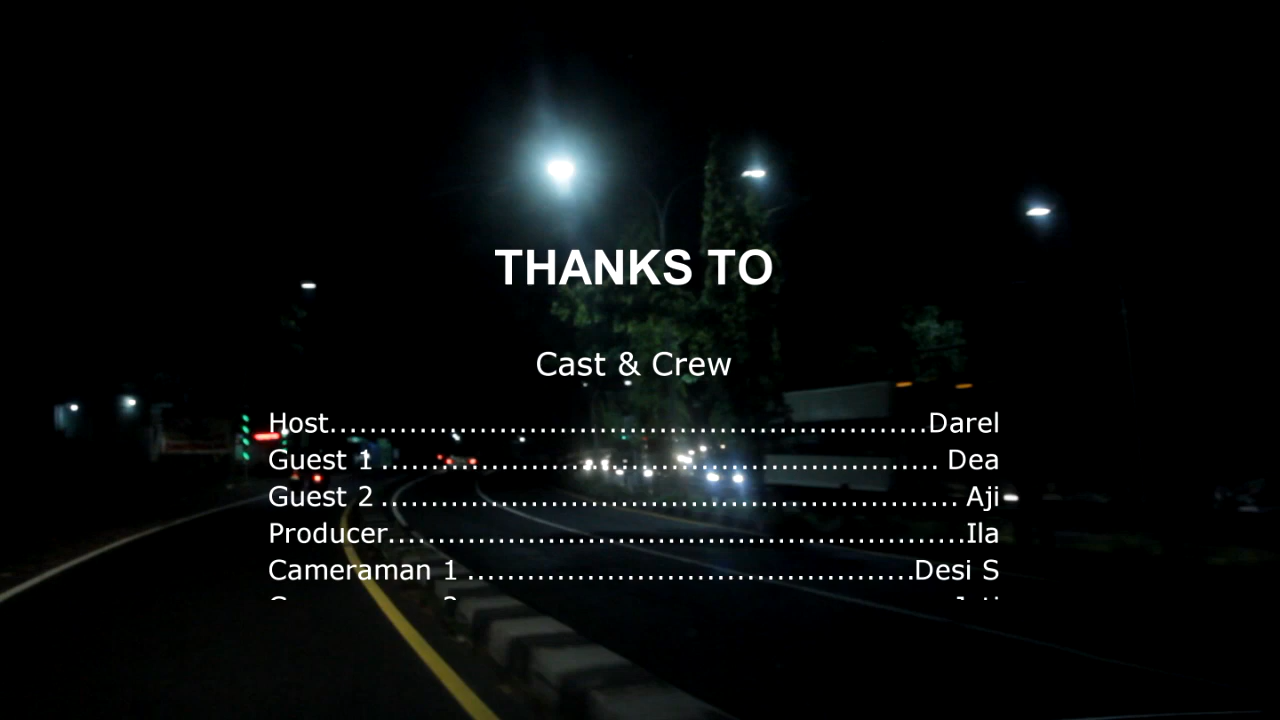 THANKS TO
Cast & Crew
Host............................................................Darel
Guest 1........................................................ Dea
Guest 2.......................................................... Aji
Producer..........................................................Ila
Cameraman 1.............................................Desi S